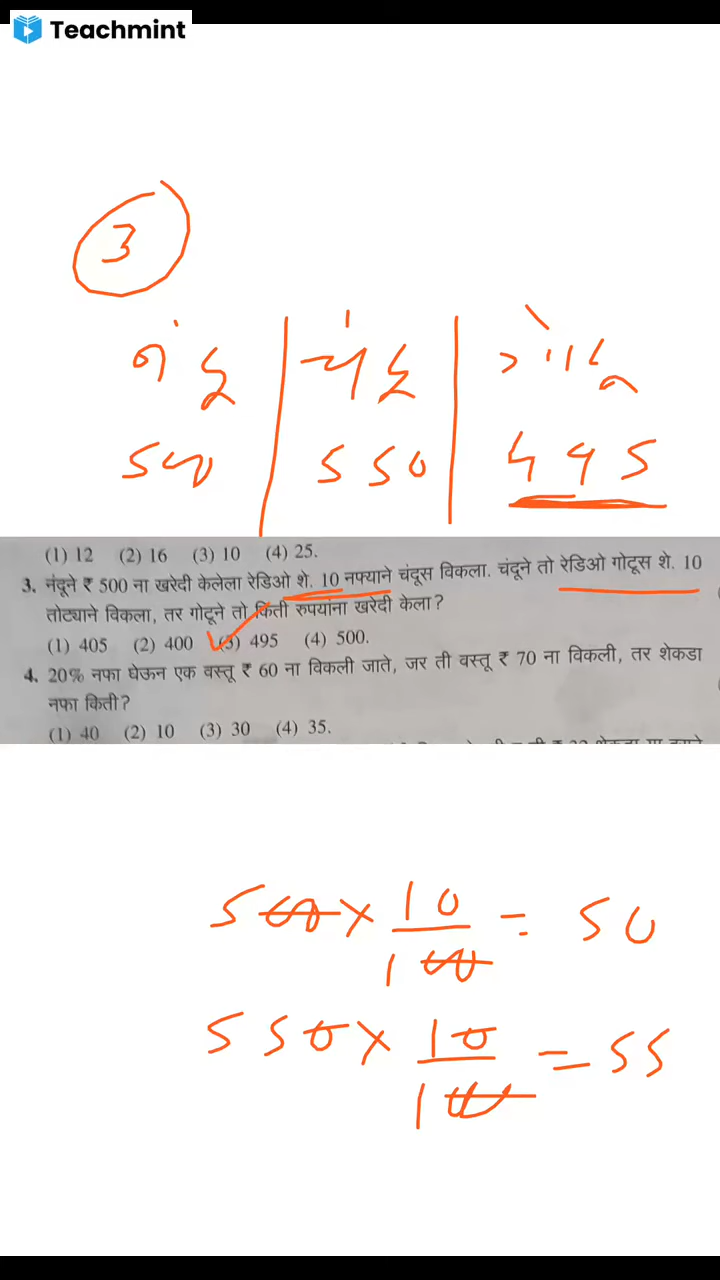 Teachmint
3
नंदू चंदू गोटू
500 550 495
(1) 12 (2) 16 (3) 10 (4) 25.
3. नंदूने ₹ 500 ना खरेदी केलेला रेडिओ शे. 10 नफ्याने चंदूस विकला. चंदूने तो रेडिओ गोटूस शे. 10
तोट्याने विकला, तर गोटूने तो किती रुपयांना खरेदी केला?
(1) 405 (2) 400 (3) 495 (4) 500.
4. 20% नफा घेऊन एक वस्तू ₹ 60 ना विकली जाते, जर ती वस्तू ₹ 70 ना विकली, तर शेकडा
नफा किती?
(1) 40 (2) 10 (3) 30 (4) 35.
500 × 10/100 = 50
550 × 10/100 = 55